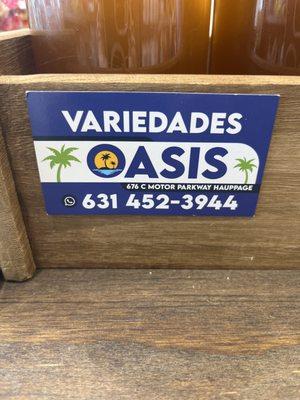 VARIEDADES
OASIS
676 C MOTOR PARKWAY HAUPPAGE
631 452-3944